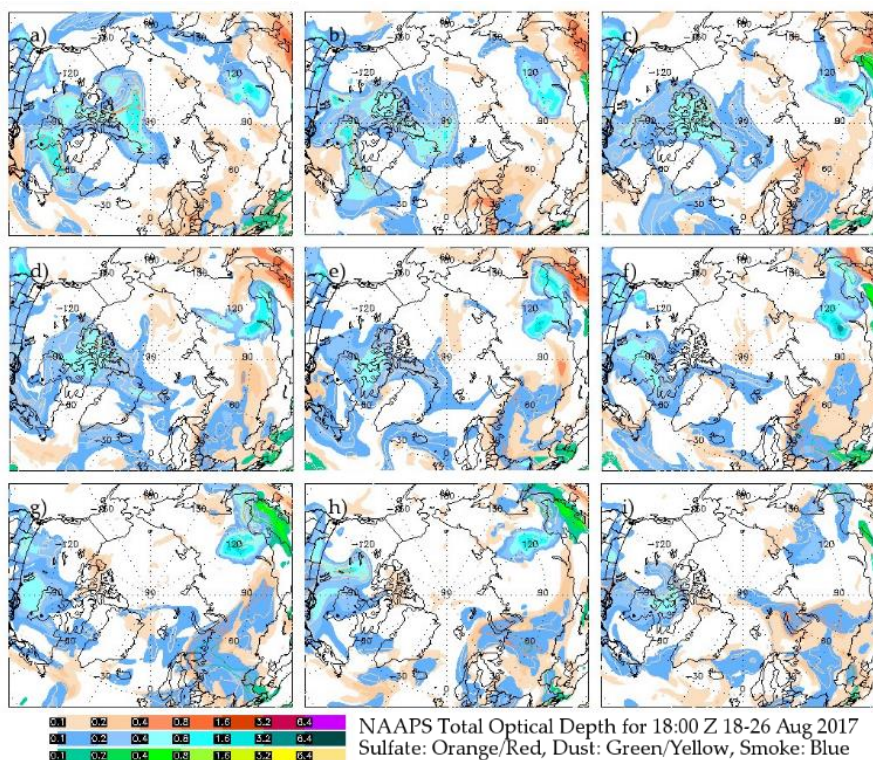 a)
b)
c)
d)
e)
f)
g)
h)
i)
0.1 0.2 0.4 0.8 1.6 3.2 6.4
0.1 0.2 0.4 0.8 1.6 3.2 6.4
0.1 0.2 0.4 0.8 1.6 3.2 6.4
NAAPS Total Optical Depth for 18:00 Z 18-26 Aug 2017
Sulfate: Orange/Red, Dust: Green/Yellow, Smoke: Blue